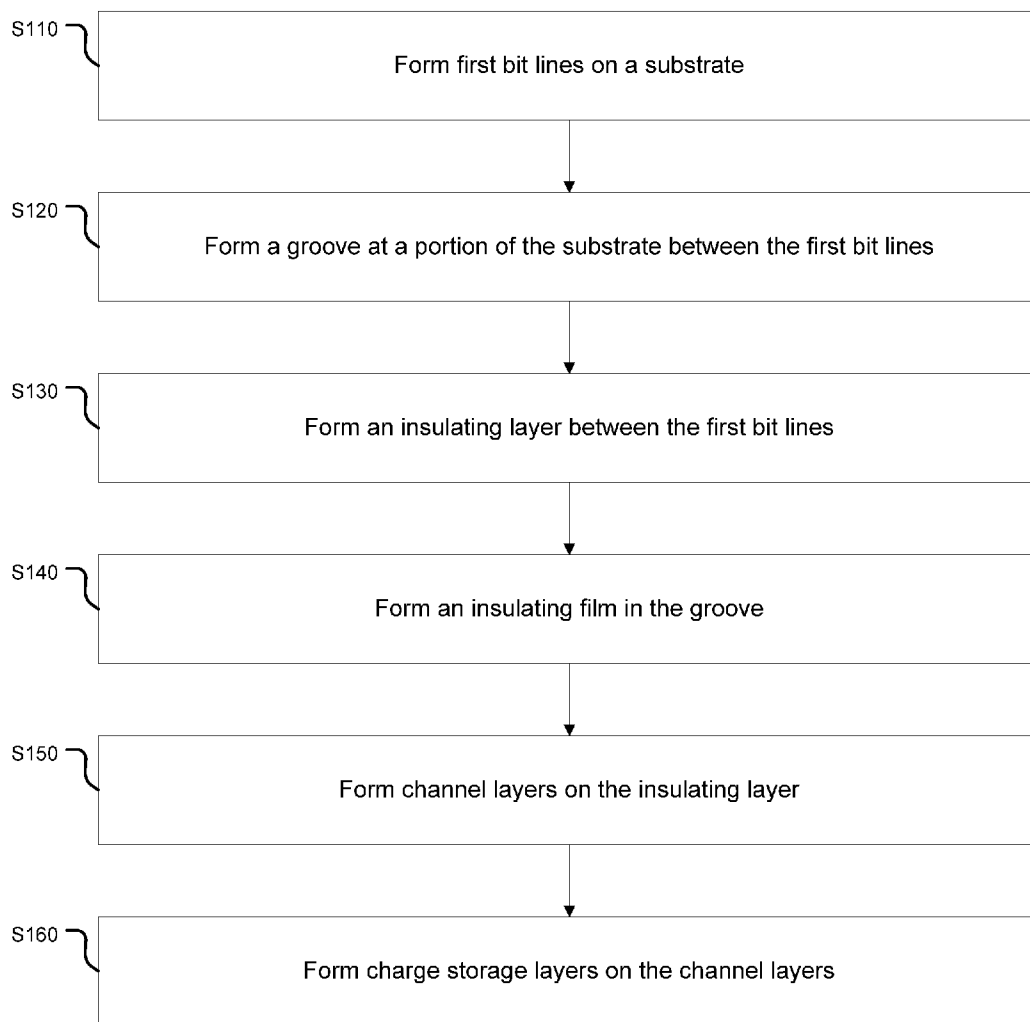 S110
Form first bit lines on a substrate
S120
Form a groove at a portion of the substrate between the first bit lines
S130
Form an insulating layer between the first bit lines
S140
Form an insulating film in the groove
S150
Form channel layers on the insulating layer
S160
Form charge storage layers on the channel layers